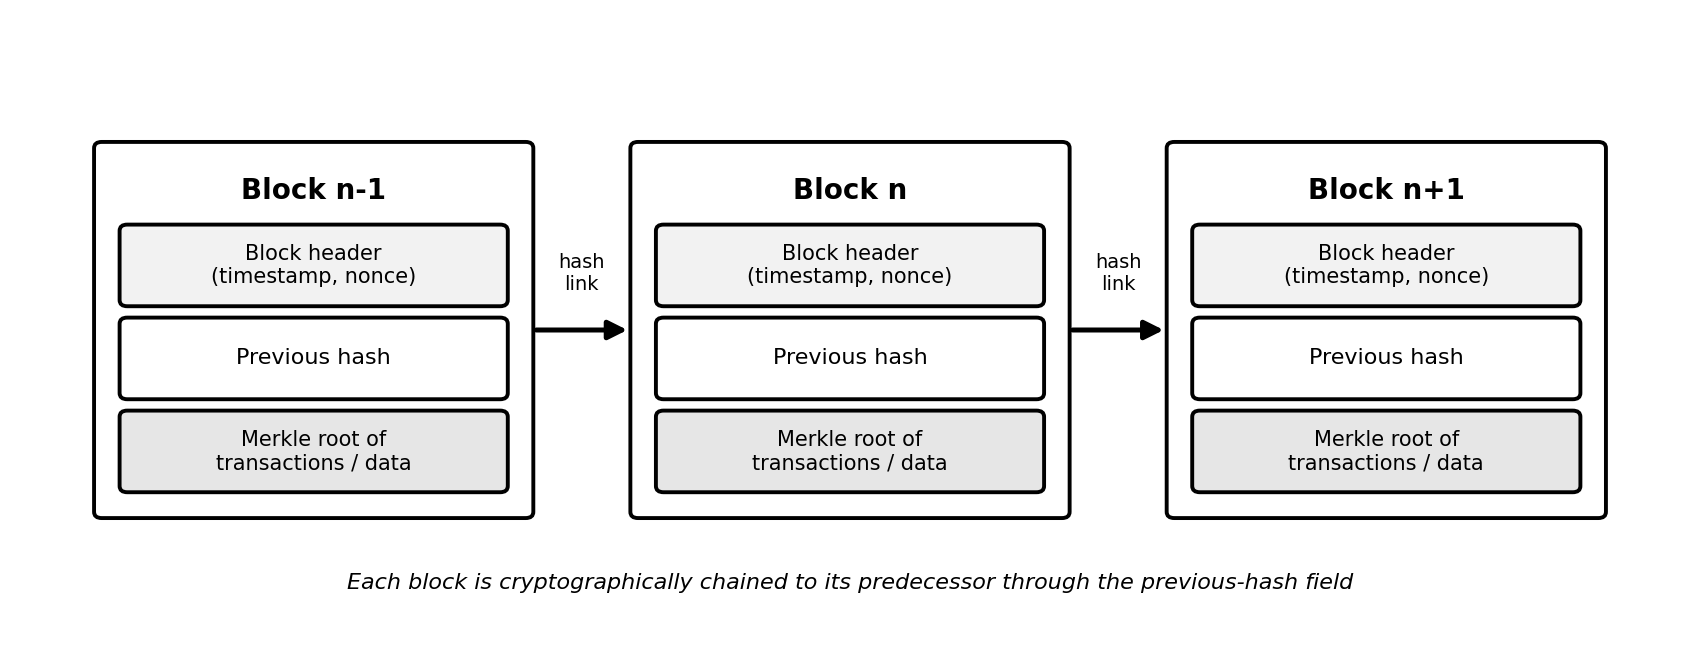 Block n-1
Block header
(timestamp, nonce)
Previous hash
Merkle root of
transactions / data
hash
link
Block n
Block header
(timestamp, nonce)
Previous hash
Merkle root of
transactions / data
hash
link
Block n+1
Block header
(timestamp, nonce)
Previous hash
Merkle root of
transactions / data
Each block is cryptographically chained to its predecessor through the previous-hash field